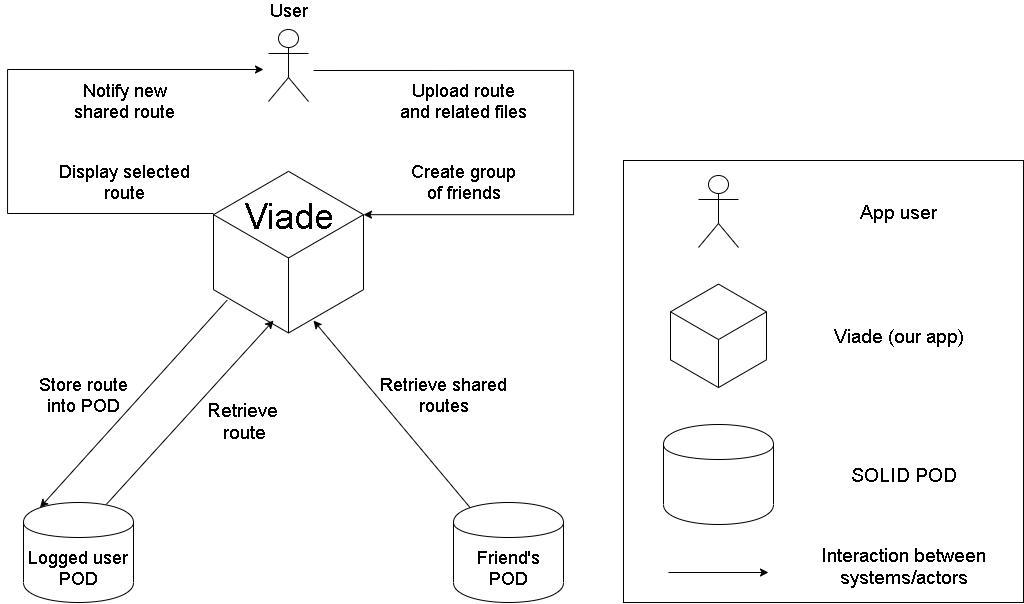 User
Notify new
shared route
Upload route
and related files
Display selected
route
Create group
of friends
Viade
Store route
into POD
Retrieve
route
Retrieve shared
routes
Logged user
POD
Friend's
POD
App user
Viade (our app)
SOLID POD
Interaction between
systems/actors